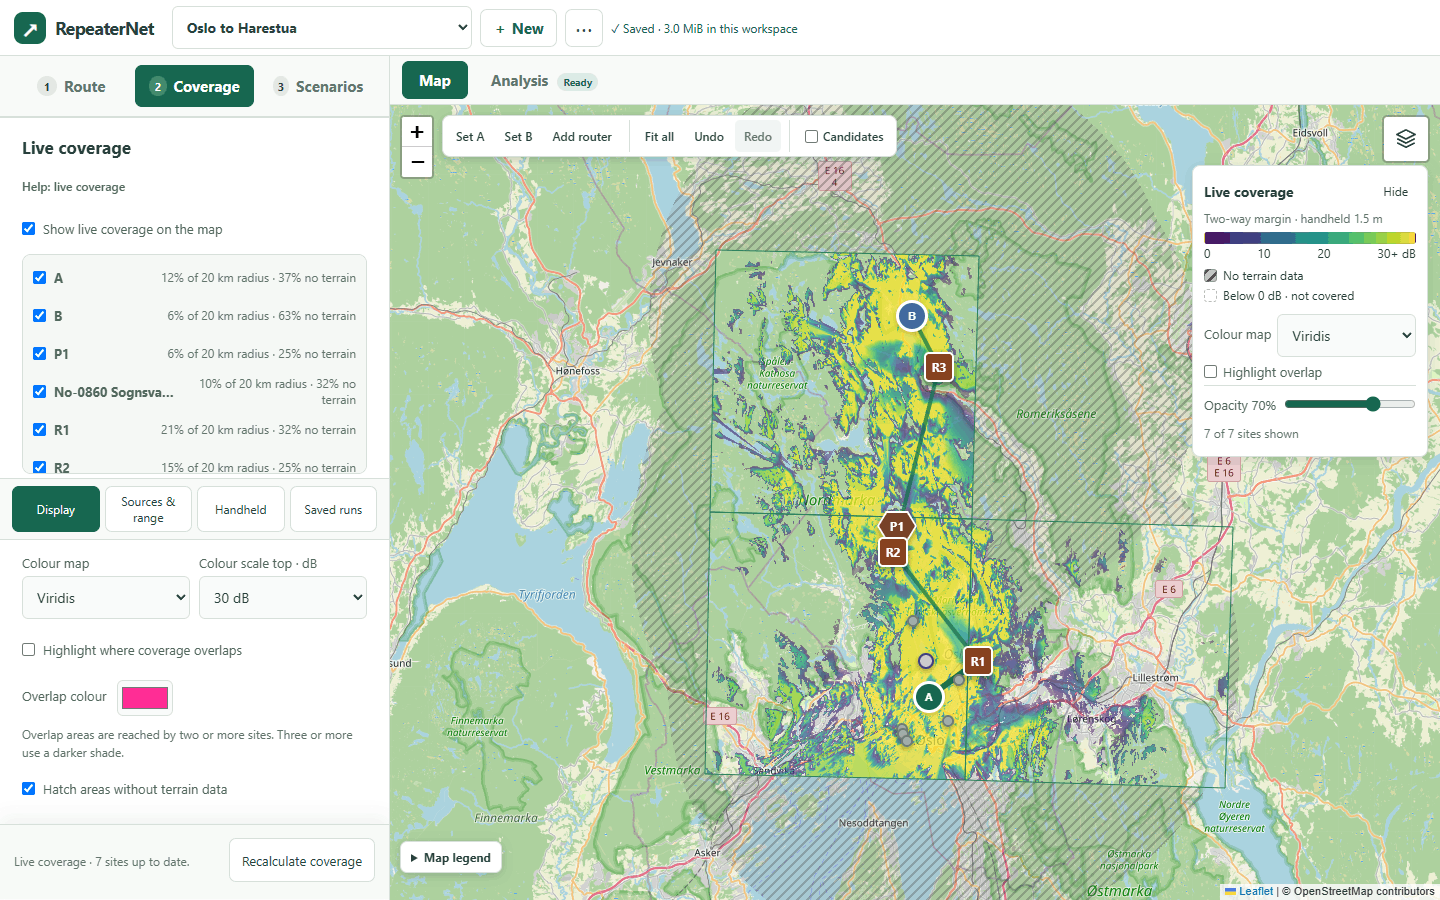 RepeaterNet
Oslo to Harestua
+ New
...
✓ Saved · 3.0 MiB in this workspace
1 Route
2 Coverage
3 Scenarios
Map
Analysis Ready
Live coverage
Help: live coverage
Show live coverage on the map
A 12% of 20 km radius · 37% no terrain
B 6% of 20 km radius · 63% no terrain
P1 6% of 20 km radius · 25% no terrain
No-0860 Sognsva... 10% of 20 km radius · 32% no
terrain
R1 21% of 20 km radius · 32% no terrain
R2 15% of 20 km radius · 25% no terrain
Display
Sources &
range
Handheld
Saved runs
Colour map
Viridis
Colour scale top · dB
30 dB
Highlight where coverage overlaps
Overlap colour
Overlap areas are reached by two or more sites. Three or more
use a darker shade.
Hatch areas without terrain data
Live coverage · 7 sites up to date.
Recalculate coverage
+
−
Set A
Set B
Add router
Fit all
Undo
Redo
Candidates
Live coverage
Hide
Two-way margin · handheld 1.5 m
0 10 20 30+ dB
No terrain data
Below 0 dB · not covered
Colour map
Viridis
Highlight overlap
Opacity 70%
7 of 7 sites shown
Eidsvoll
E 16
4
Jevnaker
B
R3
Hønefoss
Spåle-
Katnosa
naturreservat
Romeriksåsene
E 6
E 16
P1
R2
Tyrifjorden
E 6
R1
A
Lillestrøm
Lørenskog
E 16
Finnemarka
naturreservat
Oslo
Vestmarka
Sandvika
Finnemarka
Nesoddtangen
Asker
Nordre
Øyeren
naturreservat
Østmarka
nasjonalpark
Østmarka
Map legend
Leaflet | © OpenStreetMap contributors